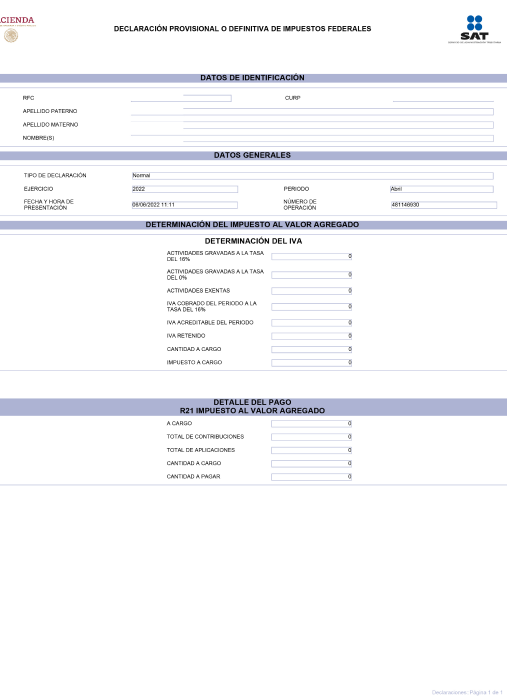 CIENDA
DECLARACIÓN PROVISIONAL O DEFINITIVA DE IMPUESTOS FEDERALES
SAT
DATOS DE IDENTIFICACIÓN
RFC CURP
APELLIDO PATERNO
APELLIDO MATERNO
NOMBRE(S)
DATOS GENERALES
TIPO DE DECLARACIÓN Normal
EJERCICIO 2022 PERIODO Abril
FECHA Y HORA DE
PRESENTACIÓN 08/06/2022 11:11 NÚMERO DE
OPERACIÓN 481146930
DETERMINACIÓN DEL IMPUESTO AL VALOR AGREGADO
DETERMINACIÓN DEL IVA
ACTIVIDADES GRAVADAS A LA TASA
DEL 16% 0
ACTIVIDADES GRAVADAS A LA TASA
DEL 0% 0
ACTIVIDADES EXENTAS 0
IVA COBRADO DEL PERIODO A LA
TASA DEL 16% 0
IVA ACREDITABLE DEL PERIODO 0
IVA RETENIDO 0
CANTIDAD A CARGO 0
IMPUESTO A CARGO 0
DETALLE DEL PAGO
R21 IMPUESTO AL VALOR AGREGADO
A CARGO 0
TOTAL DE CONTRIBUCIONES 0
TOTAL DE APLICACIONES 0
CANTIDAD A CARGO 0
CANTIDAD A PAGAR 0
Declaraciones: Página 1 de 1